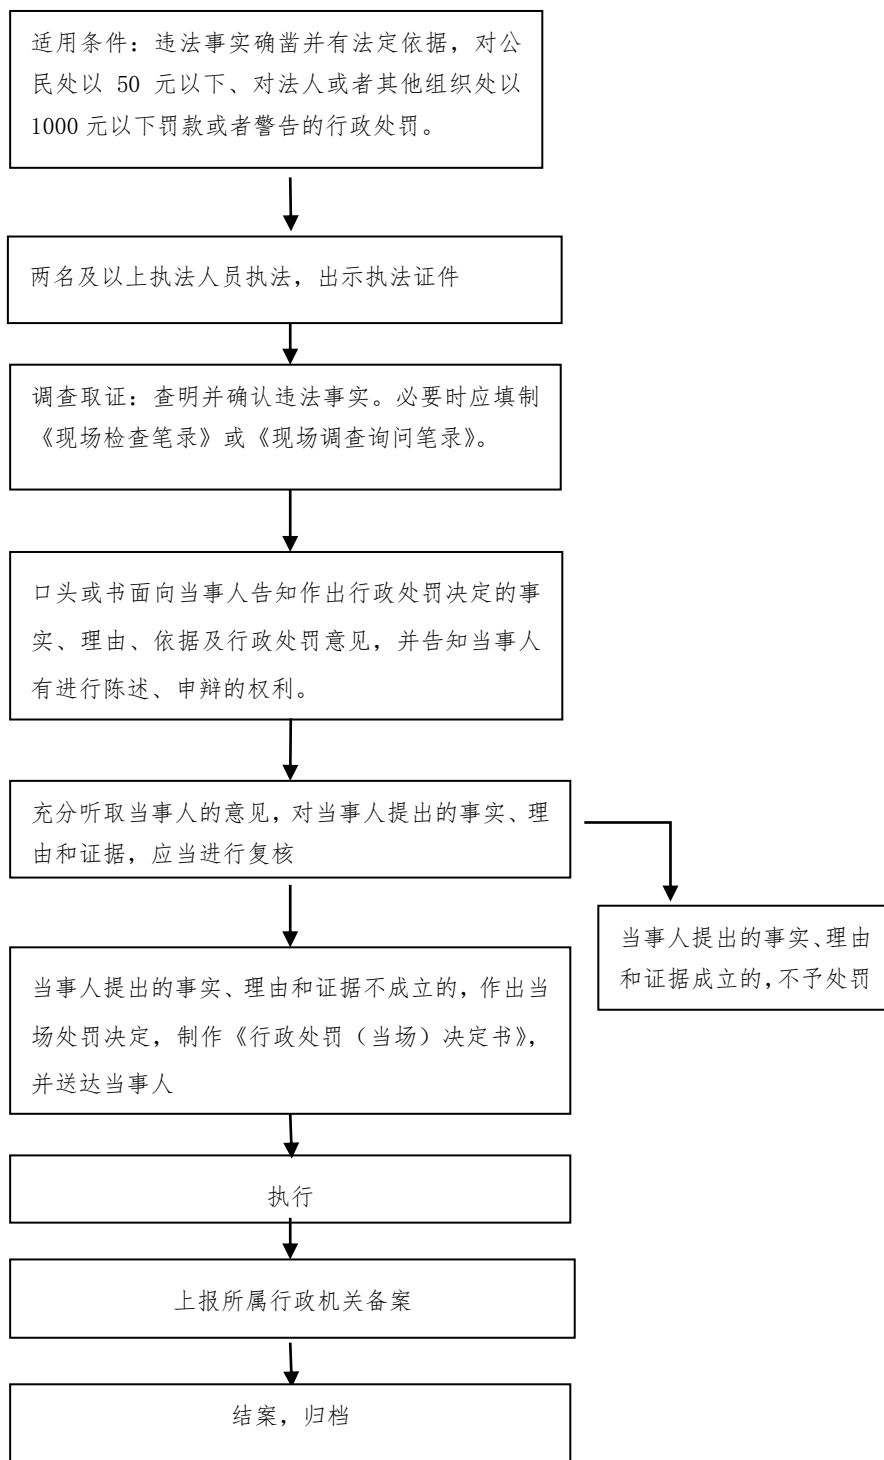 适用条件：违法事实确凿并有法定依据，对公
民处以 50 元以下、对法人或者其他组织处以
1000 元以下罚款或者警告的行政处罚。
两名及以上执法人员执法，出示执法证件
调查取证：查明并确认违法事实。必要时应填制
《现场检查笔录》或《现场调查询问笔录》。
口头或书面向当事人告知作出行政处罚决定的事
实、理由、依据及行政处罚意见，并告知当事人
有进行陈述、申辩的权利。
充分听取当事人的意见，对当事人提出的事实、理
由和证据，应当进行复核
当事人提出的事实、理由
和证据成立的，不予处罚
当事人提出的事实、理由和证据不成立的，作出当
场处罚决定，制作《行政处罚（当场）决定书》，
并送达当事人
执行
上报所属行政机关备案
结案，归档